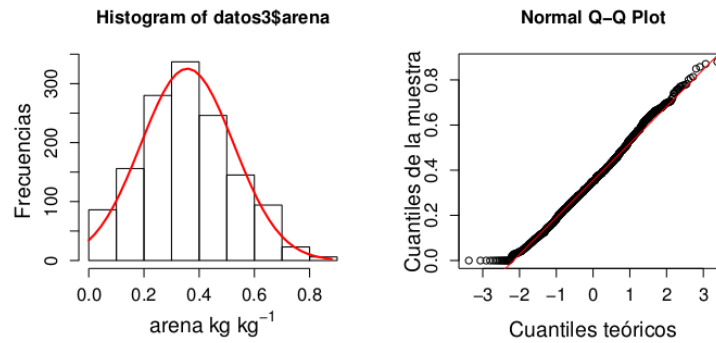 Histogram of datos3$arena
Frecuencias
0 100 200 300
0.0 0.2 0.4 0.6 0.8
arena kg kg⁻¹
Normal Q−Q Plot
Cuantiles de la muestra
0.0 0.2 0.4 0.6 0.8
−3 −2 −1 0 1 2 3
Cuantiles teóricos